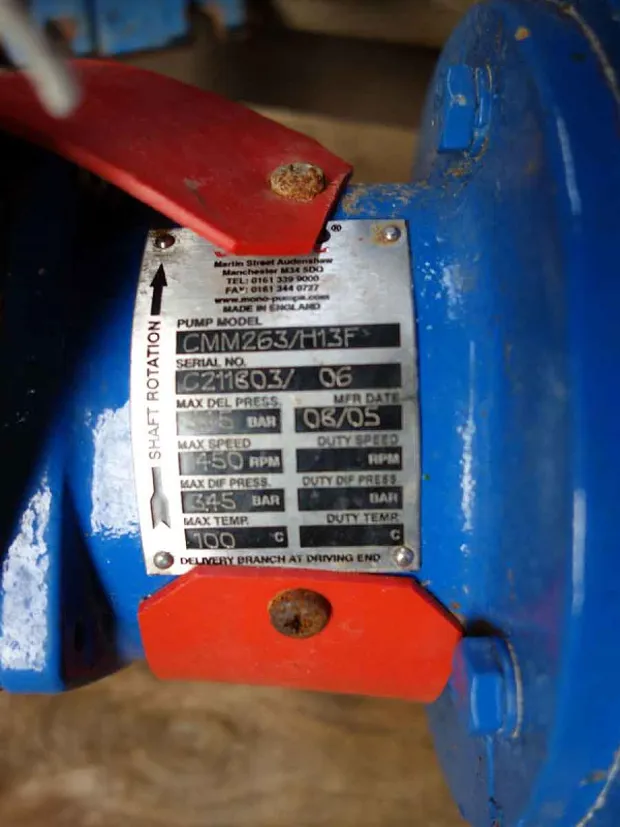 ®
Martin Street Audenshaw
Manchester M34 5DQ
TEL: 0161 339 9000
FAX: 0161 344 0727
www.mono-pumps.com
MADE IN ENGLAND
PUMP MODEL
CMM263/H13F
SERIAL NO.
C211803/ 06
MAX DEL PRESS. MFR DATE
BAR 08/05
MAX SPEED DUTY SPEED
450 RPM RPM
MAX DIF PRESS. DUTY DIF PRESS.
3.45 BAR BAR
MAX TEMP. DUTY TEMP.
100 °C °C
DELIVERY BRANCH AT DRIVING END
SHAFT ROTATION